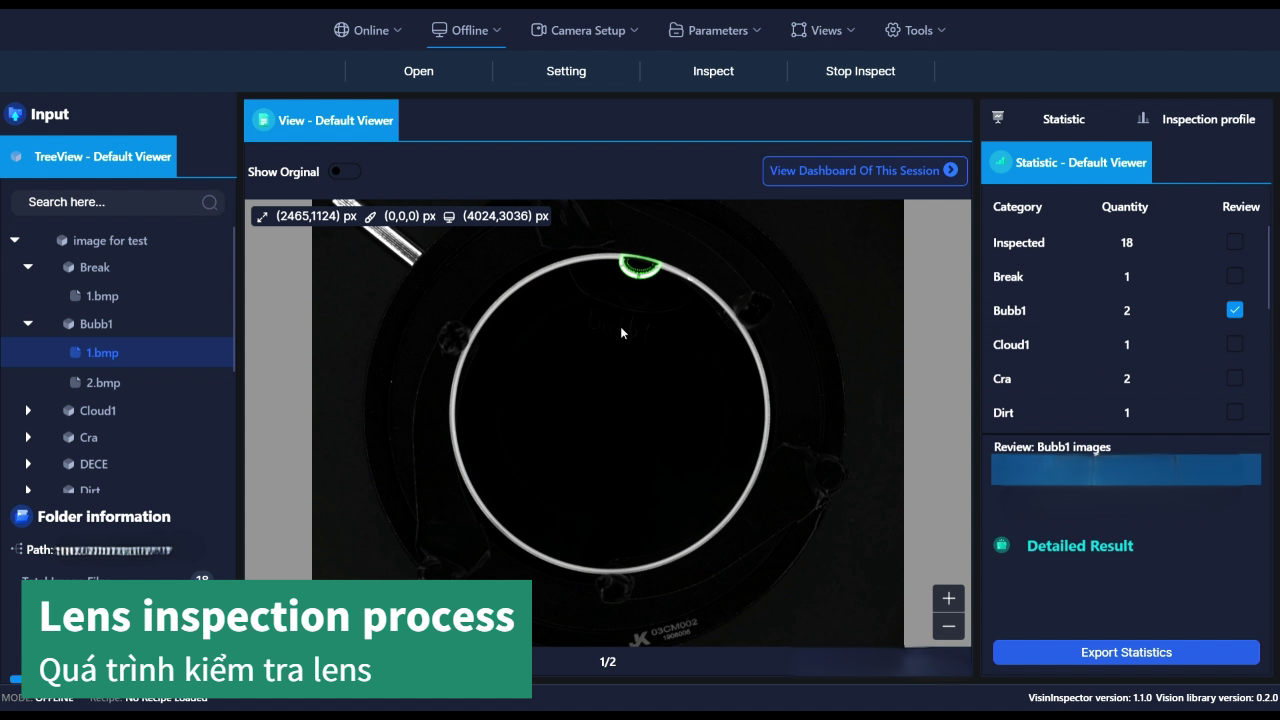 Online
Offline
Camera Setup
Parameters
Views
Tools
Open
Setting
Inspect
Stop Inspect
Input
TreeView - Default Viewer
Search here...
image for test
Break
1.bmp
Bubb1
1.bmp
2.bmp
Cloud1
Cra
DECE
Dirt
Folder information
Path:
18
View - Default Viewer
Show Orginal
View Dashboard Of This Session
(2465,1124) px
(0,0,0) px
(4024,3036) px
JK 03CM002
1/2
Statistic
Inspection profile
Statistic - Default Viewer
Category Quantity Review
Inspected 18
Break 1
Bubb1 2
Cloud1 1
Cra 2
Dirt 1
Review: Bubb1 images
Detailed Result
Export Statistics
Lens inspection process
Quá trình kiểm tra lens
MODE: OFFLINE Recipe: No Recipe Loaded
VisinInspector version: 1.1.0 Vision library version: 0.2.0